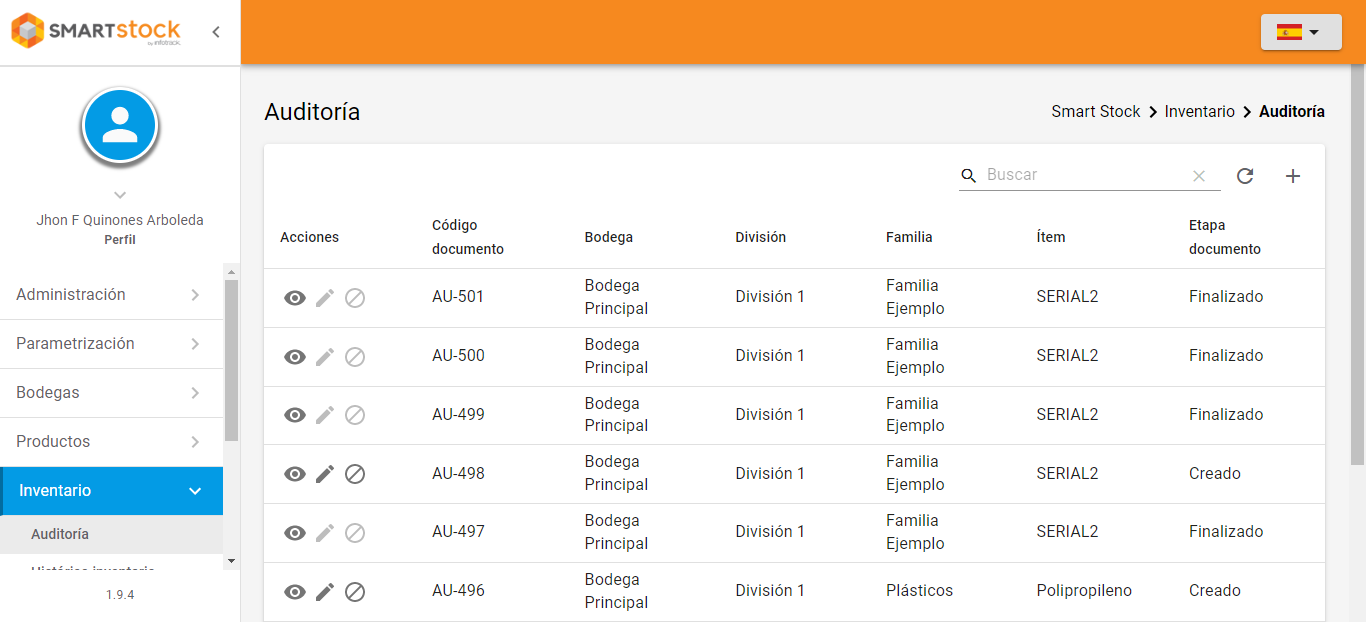 SMARTstock
by infotrack.
Jhon F Quinones Arboleda
Perfil
Administración
Parametrización
Bodegas
Productos
Inventario
Auditoría
Histórico inventario
1.9.4
Auditoría
Smart Stock Inventario Auditoría
Buscar
Acciones Código documento Bodega División Familia Ítem Etapa documento
AU-501 Bodega Principal División 1 Familia Ejemplo SERIAL2 Finalizado
AU-500 Bodega Principal División 1 Familia Ejemplo SERIAL2 Finalizado
AU-499 Bodega Principal División 1 Familia Ejemplo SERIAL2 Finalizado
AU-498 Bodega Principal División 1 Familia Ejemplo SERIAL2 Creado
AU-497 Bodega Principal División 1 Familia Ejemplo SERIAL2 Finalizado
AU-496 Bodega Principal División 1 Plásticos Polipropileno Creado